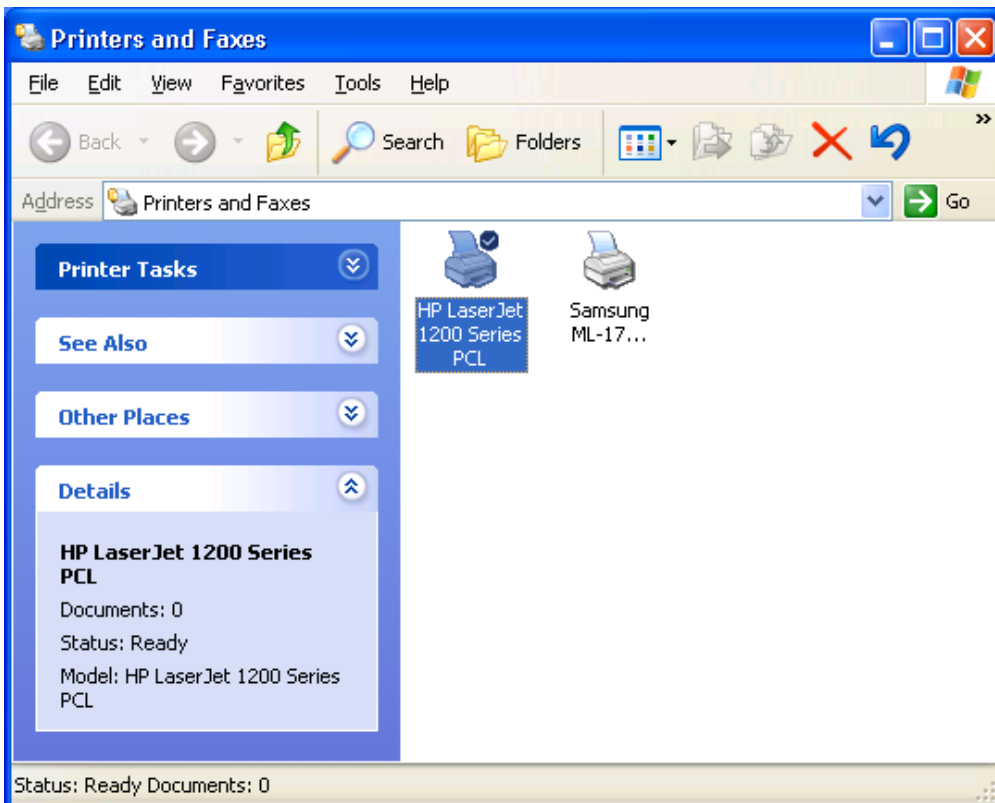 Printers and Faxes
File Edit View Favorites Tools Help
Back Search Folders »
Address Printers and Faxes Go
Printer Tasks
See Also
Other Places
Details
HP LaserJet 1200 Series
PCL
Documents: 0
Status: Ready
Model: HP LaserJet 1200 Series
PCL
HP LaserJet
1200 Series
PCL
Samsung
ML-17...
Status: Ready Documents: 0